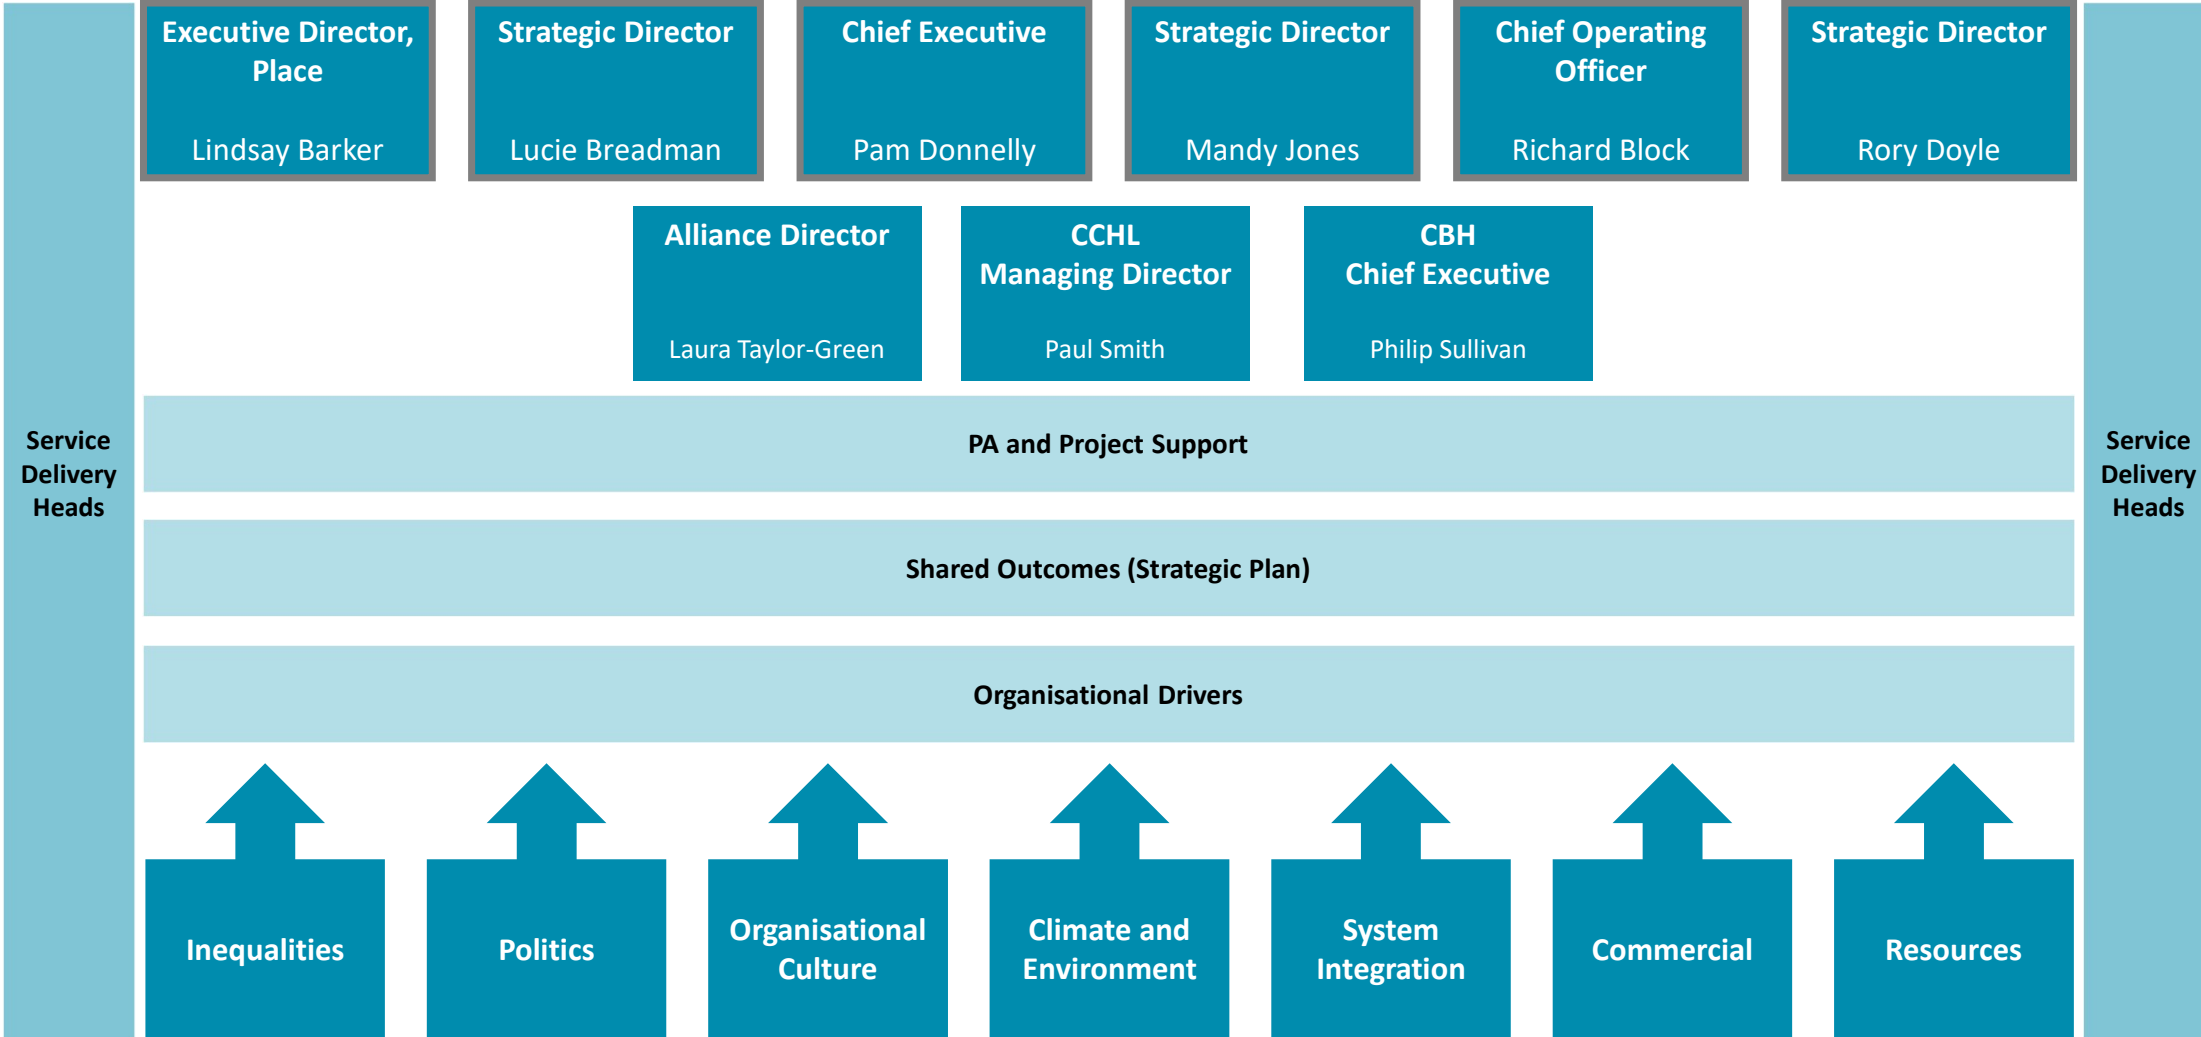 Executive Director,
Place
Lindsay Barker
Strategic Director
Lucie Breadman
Chief Executive
Pam Donnelly
Strategic Director
Mandy Jones
Chief Operating
Officer
Richard Block
Strategic Director
Rory Doyle
Alliance Director
Laura Taylor-Green
CCHL
Managing Director
Paul Smith
CBH
Chief Executive
Philip Sullivan
Service
Delivery
Heads
PA and Project Support
Shared Outcomes (Strategic Plan)
Organisational Drivers
Service
Delivery
Heads
Inequalities
Politics
Organisational
Culture
Climate and
Environment
System
Integration
Commercial
Resources